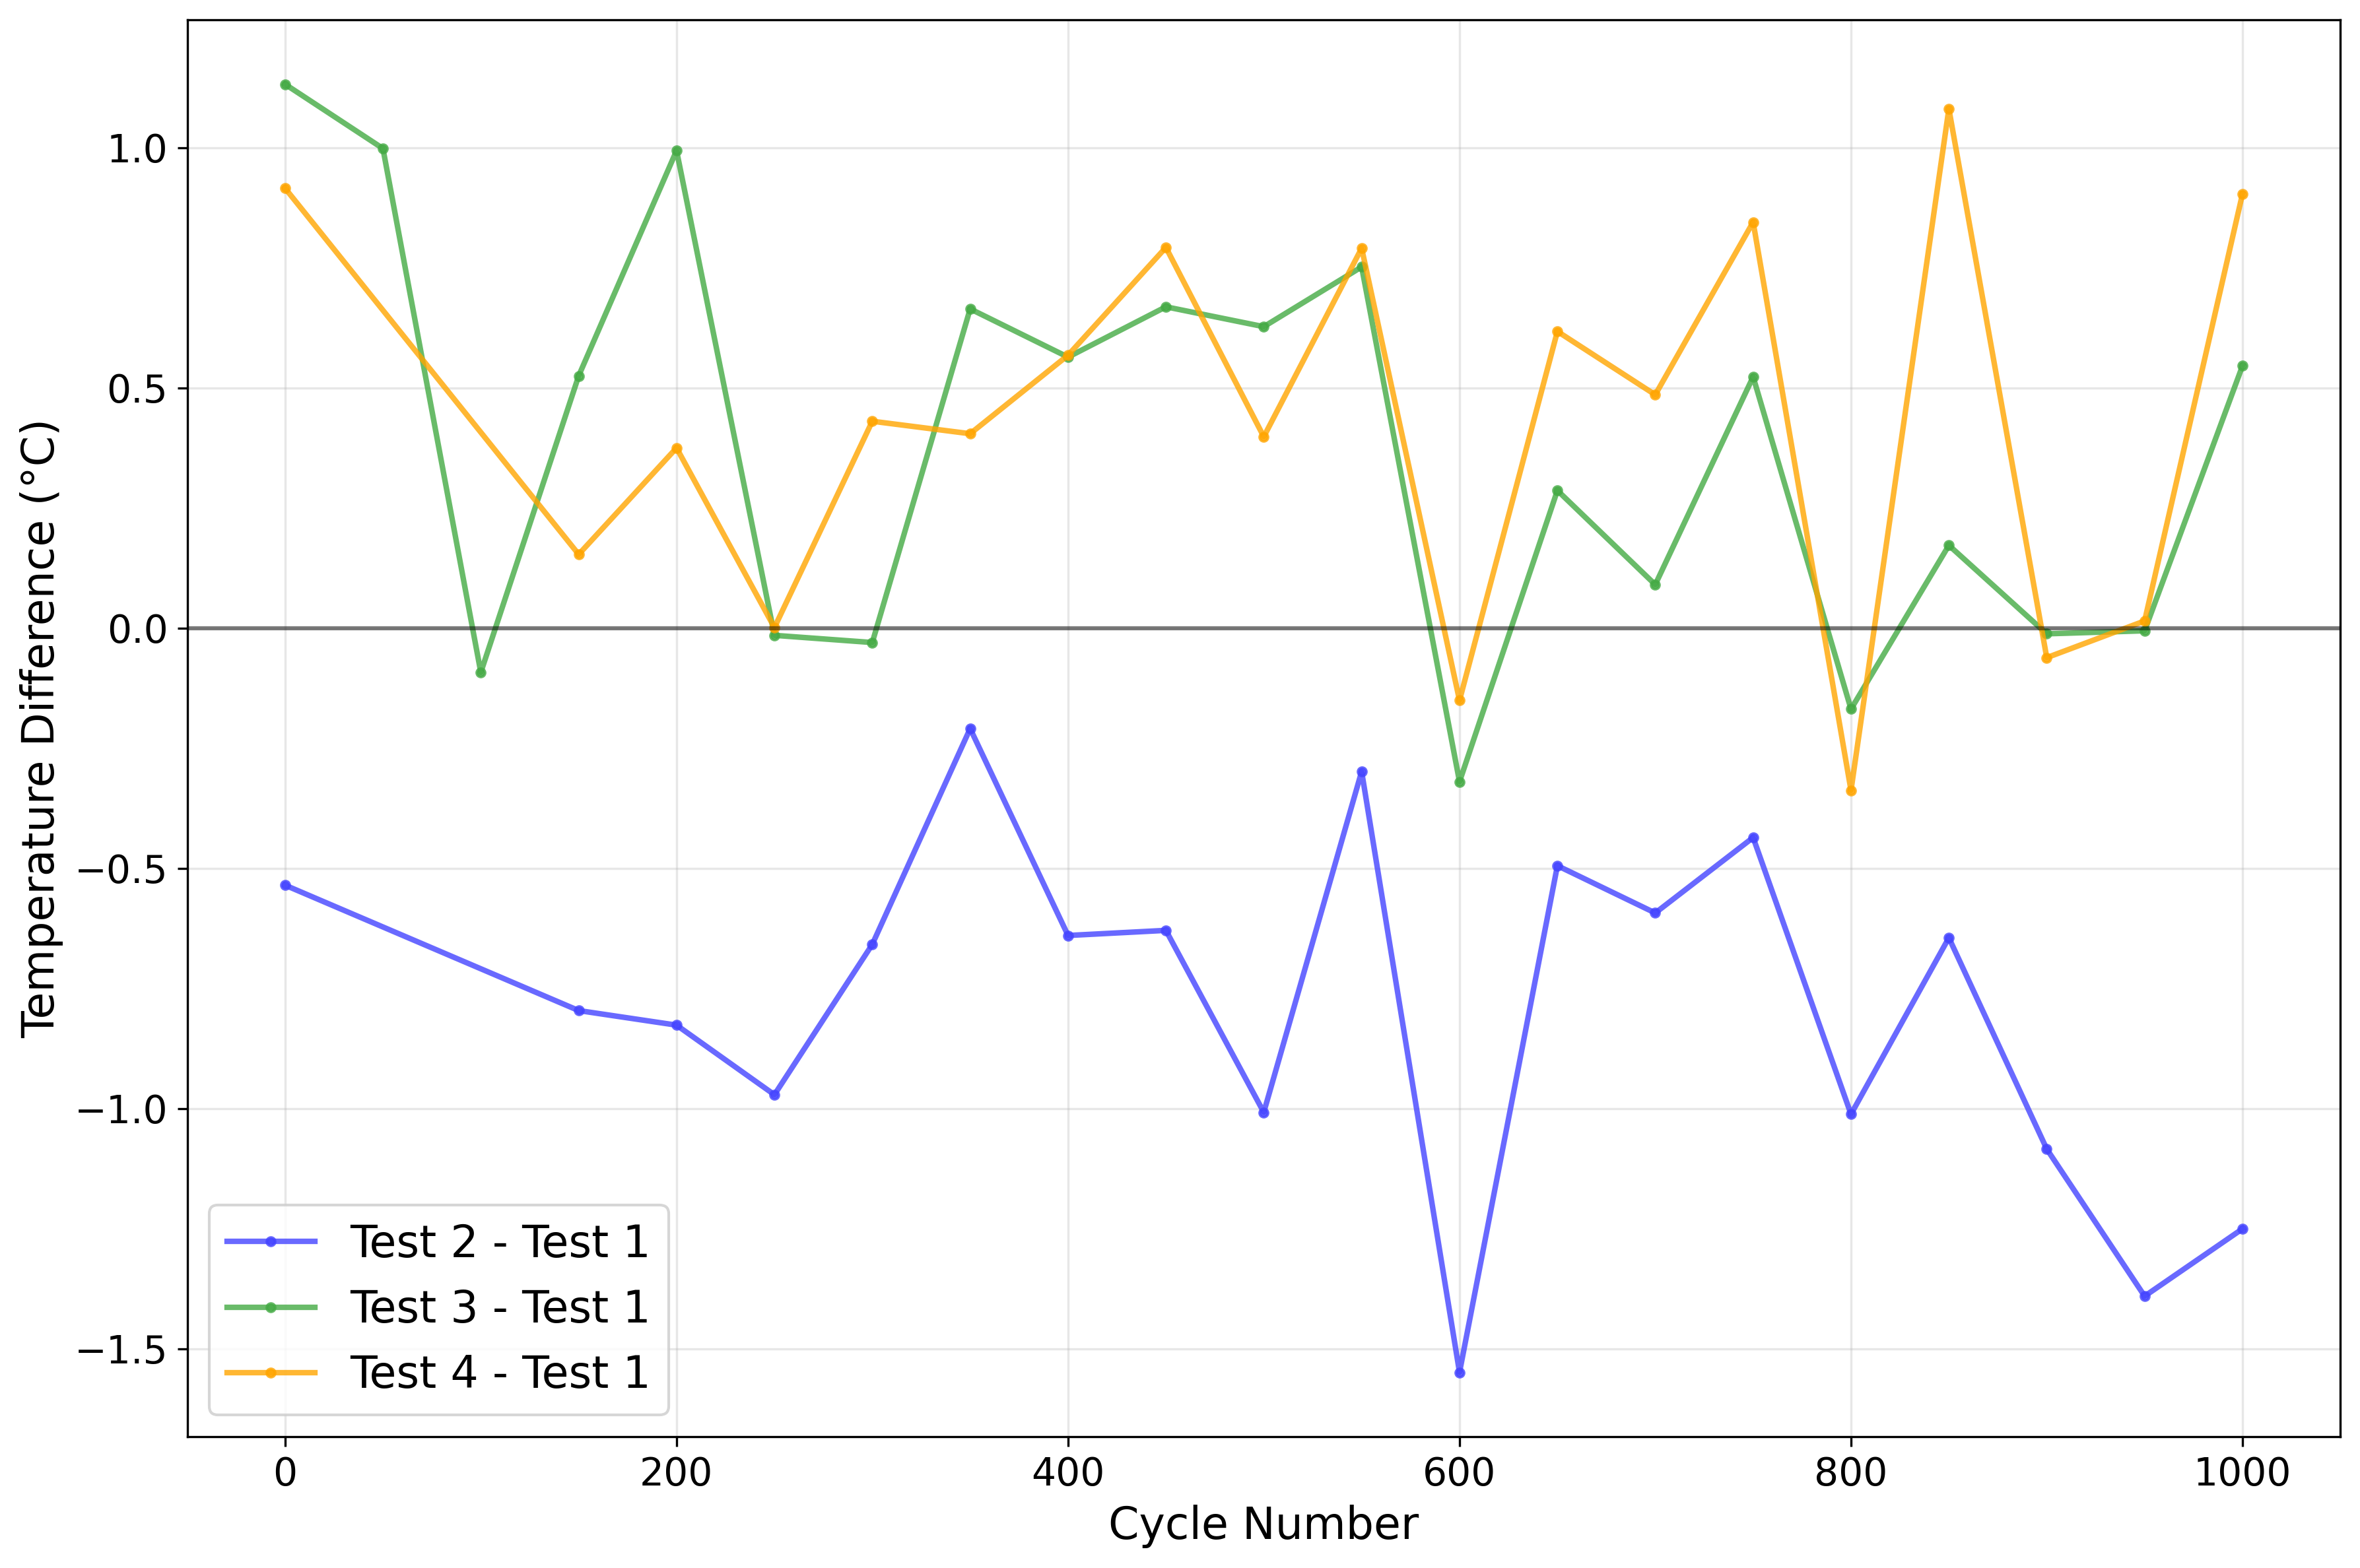 1.0
0.5
0.0
−0.5
−1.0
−1.5
Temperature Difference (°C)
Test 2 - Test 1
Test 3 - Test 1
Test 4 - Test 1
0 200 400 600 800 1000
Cycle Number